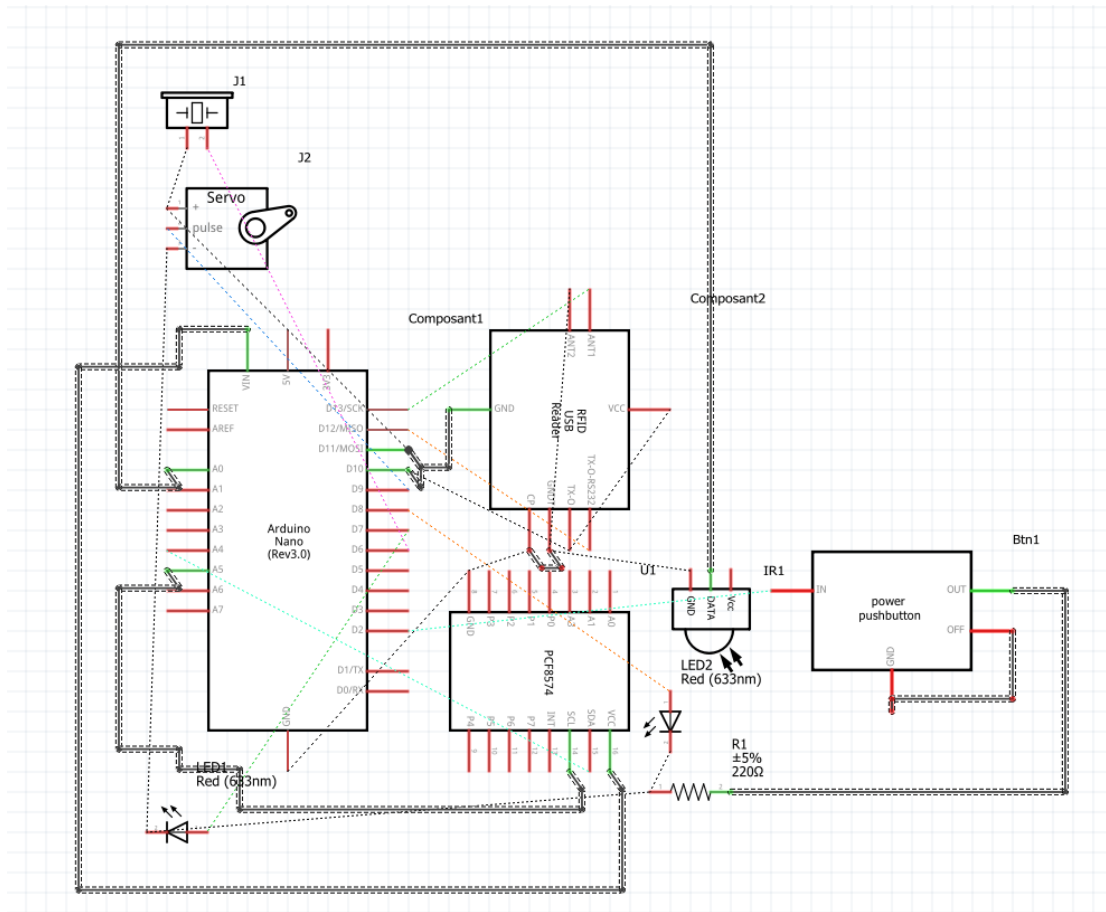 J1
J2
Servo
+
pulse
-
Composant2
Composant1
VIN
5V
3V3
ANT2
ANT1
RESET
AREF
A0
A1
A2
A3
A4
A5
A6
A7
D13/SCK
D12/MISO
D11/MOSI
D10
D9
D8
D7
D6
D5
D4
D3
D2
D1/TX
D0/RX
GND
Arduino
Nano
(Rev3.0)
GND
VCC
RFID
USB
Reader
CP
GND1
TX-D
TX-O-RS232
U1
GND
P3
P2
P1
P0
A2
A1
A0
PCF8574
P4
P5
P6
P7
INT
SCL
SDA
VCC
IR1
GND
DATA
Vcc
LED2
Red (633nm)
Btn1
IN
OUT
OFF
GND
power
pushbutton
R1
±5%
220Ω
LED1
Red (633nm)